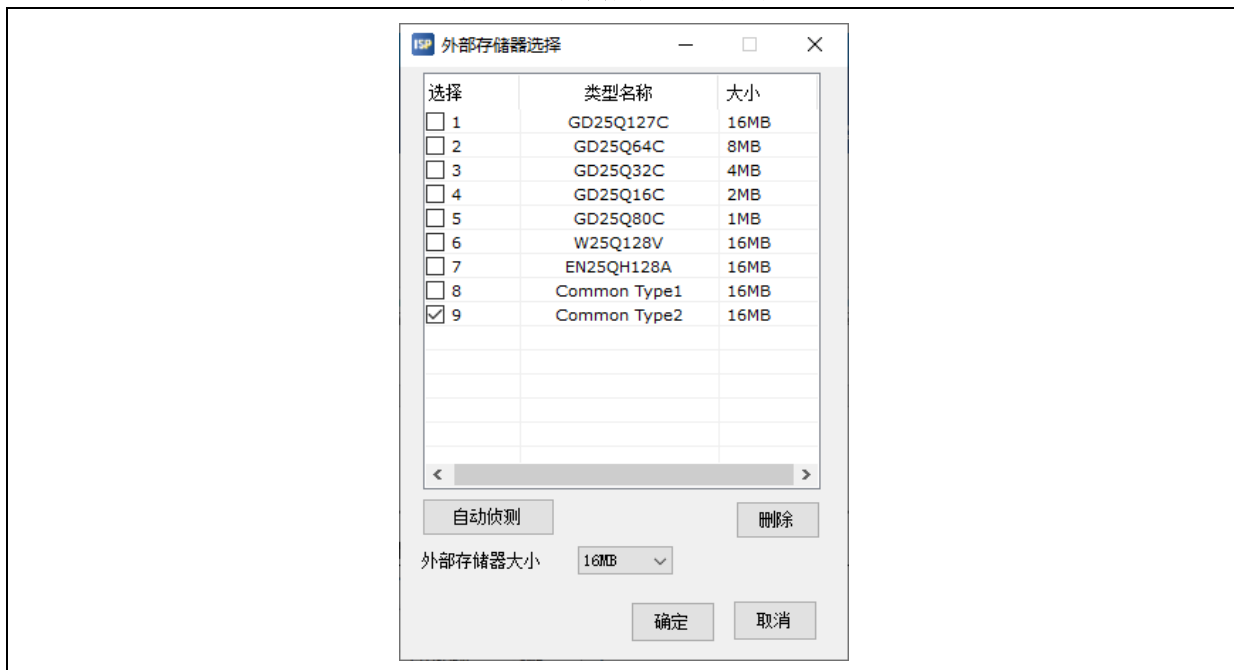 ISP 外部存储器选择
选择 类型名称 大小
1 GD25Q127C 16MB
2 GD25Q64C 8MB
3 GD25Q32C 4MB
4 GD25Q16C 2MB
5 GD25Q80C 1MB
6 W25Q128V 16MB
7 EN25QH128A 16MB
8 Common Type1 16MB
9 Common Type2 16MB
自动侦测 删除
外部存储器大小 16MB
确定 取消